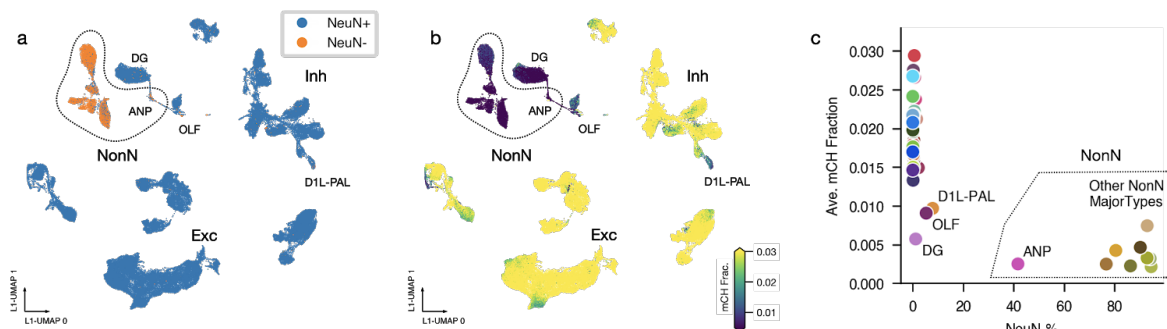 a
NeuN+
NeuN-
DG
Inh
ANP
OLF
NonN
D1L-PAL
Exc
L1-UMAP 1
L1-UMAP 0
b
DG
Inh
ANP
OLF
NonN
D1L-PAL
Exc
L1-UMAP 1
L1-UMAP 0
mCH Frac.
0.03
0.02
0.01
c
Ave. mCH Fraction
0.030
0.025
0.020
0.015
0.010
0.005
0.000
NonN
Other NonN
MajorTypes
D1L-PAL
OLF
DG
ANP
0
20
40
60
80
NeuN %